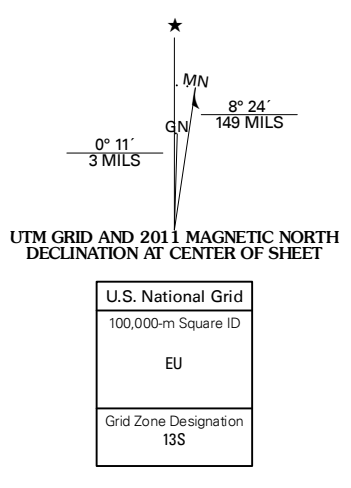 ★
MN
8° 24´
149 MILS
GN
0° 11´
3 MILS
UTM GRID AND 2011 MAGNETIC NORTH
DECLINATION AT CENTER OF SHEET
U.S. National Grid
100,000-m Square ID
EU
Grid Zone Designation
13S